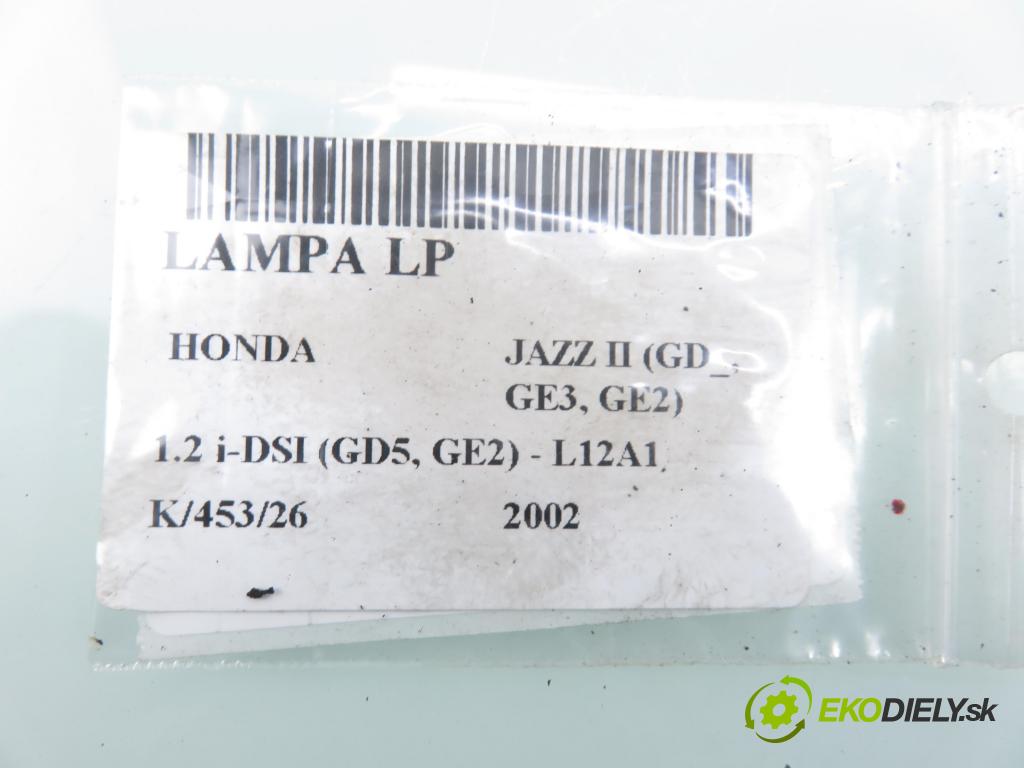 LAMPA LP
HONDA JAZZ II (GD_,
GE3, GE2)
1.2 i-DSI (GD5, GE2) - L12A1
K/453/26 2002
EKODIELY.sk